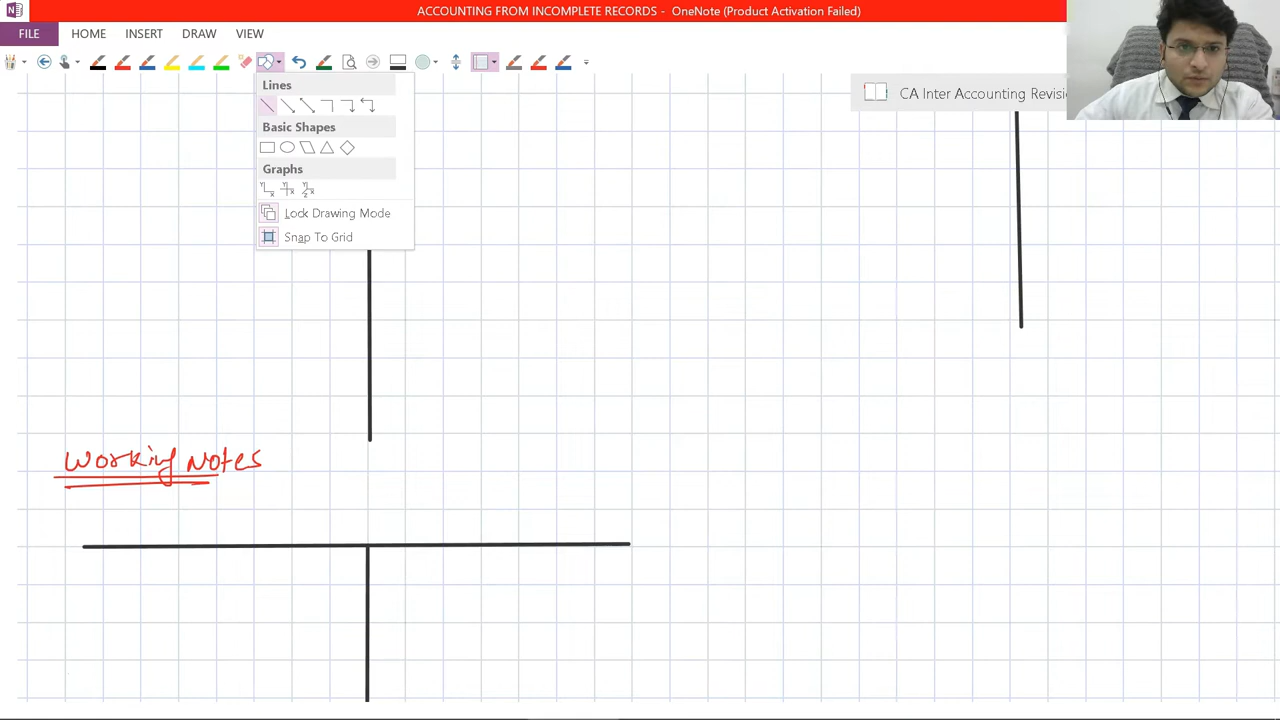 ACCOUNTING FROM INCOMPLETE RECORDS - OneNote (Product Activation Failed)
FILE HOME INSERT DRAW VIEW
Lines
CA Inter Accounting Revisi
Basic Shapes
Graphs
Lock Drawing Mode
Snap To Grid
Working Notes